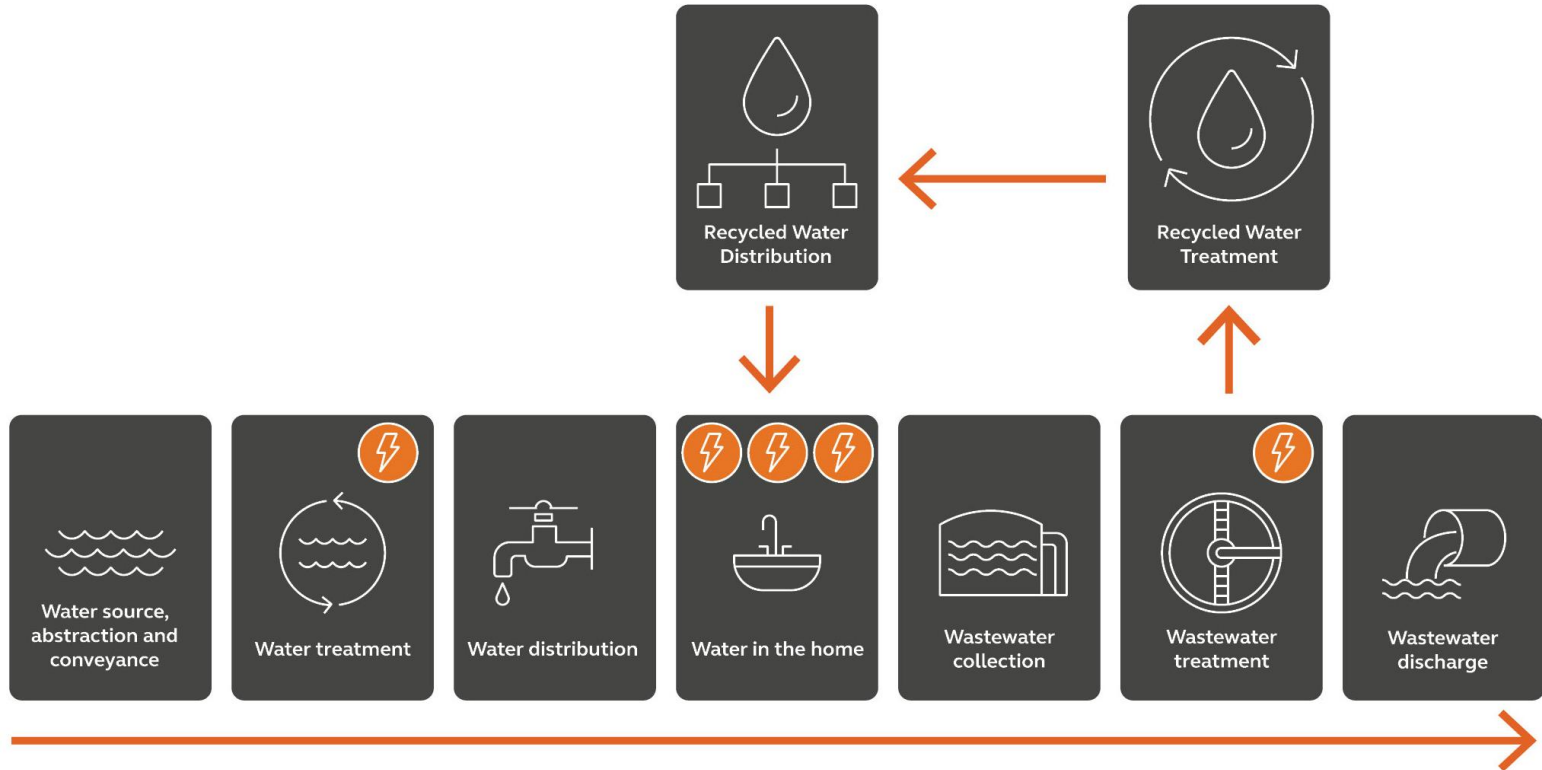 Recycled Water
Distribution
Recycled Water
Treatment
Water source,
abstraction and
conveyance
Water treatment
Water distribution
Water in the home
Wastewater
collection
Wastewater
treatment
Wastewater
discharge